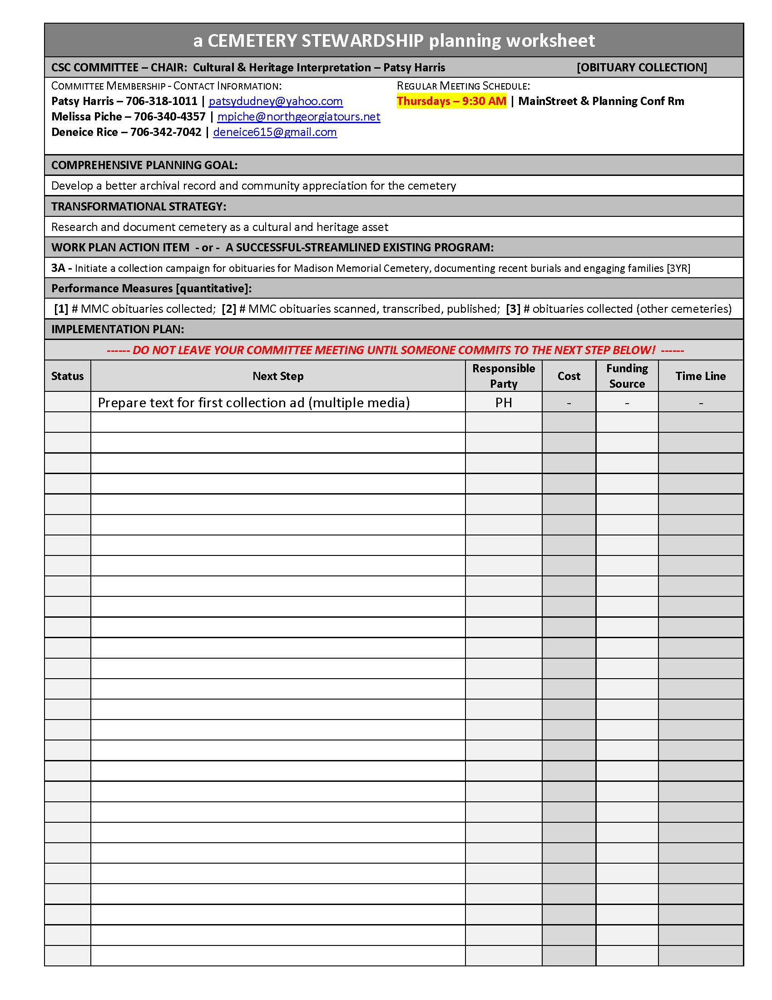 a CEMETERY STEWARDSHIP planning worksheet
CSC COMMITTEE – CHAIR: Cultural & Heritage Interpretation – Patsy Harris [OBITUARY COLLECTION]
COMMITTEE MEMBERSHIP - CONTACT INFORMATION:
Patsy Harris – 706-318-1011 | patsydudney@yahoo.com
Melissa Piche – 706-340-4357 | mpiche@northgeorgiatours.net
Deneice Rice – 706-342-7042 | deneice615@gmail.com
REGULAR MEETING SCHEDULE:
Thursdays – 9:30 AM | MainStreet & Planning Conf Rm
COMPREHENSIVE PLANNING GOAL:
Develop a better archival record and community appreciation for the cemetery
TRANSFORMATIONAL STRATEGY:
Research and document cemetery as a cultural and heritage asset
WORK PLAN ACTION ITEM - or - A SUCCESSFUL-STREAMLINED EXISTING PROGRAM:
3A - Initiate a collection campaign for obituaries for Madison Memorial Cemetery, documenting recent burials and engaging families [3YR]
Performance Measures [quantitative]:
[1] # MMC obituaries collected; [2] # MMC obituaries scanned, transcribed, published; [3] # obituaries collected (other cemeteries)
IMPLEMENTATION PLAN:
------ DO NOT LEAVE YOUR COMMITTEE MEETING UNTIL SOMEONE COMMITS TO THE NEXT STEP BELOW! ------
Status Next Step Responsible Party Cost Funding Source Time Line
Prepare text for first collection ad (multiple media) PH - - -